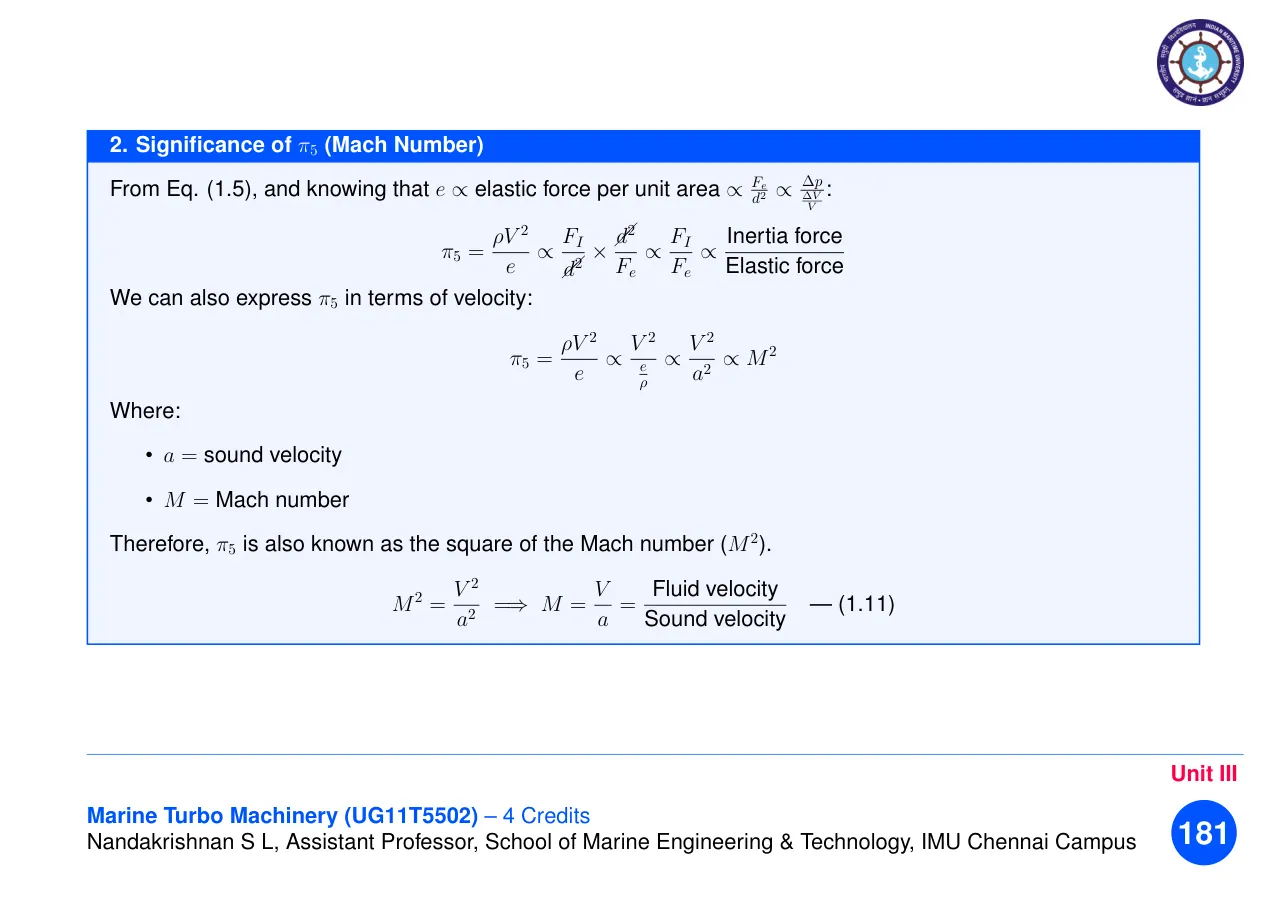 INDIAN MARITIME UNIVERSITY
2. Significance of π₅ (Mach Number)
From Eq. (1.5), and knowing that e ∝ elastic force per unit area ∝ Fₑ/d² ∝ Δp/(ΔV/V):
π₅ = ρV²/e ∝ F_I/d² × d²/Fₑ ∝ F_I/Fₑ ∝ Inertia force/Elastic force
We can also express π₅ in terms of velocity:
π₅ = ρV²/e ∝ V²/(e/ρ) ∝ V²/a² ∝ M²
Where:
• a = sound velocity
• M = Mach number
Therefore, π₅ is also known as the square of the Mach number (M²).
M² = V²/a² ⟹ M = V/a = Fluid velocity/Sound velocity — (1.11)
Unit III
Marine Turbo Machinery (UG11T5502) – 4 Credits
Nandakrishnan S L, Assistant Professor, School of Marine Engineering & Technology, IMU Chennai Campus
181